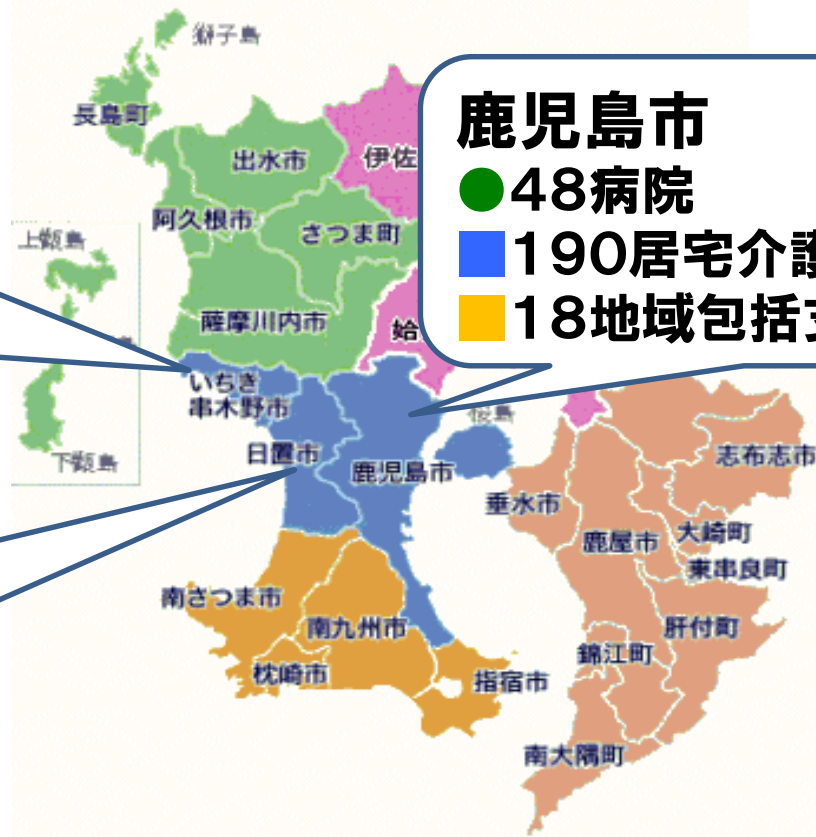 獅子島
長島町
出水市
伊佐
阿久根市
さつま町
上甑島
薩摩川内市
姶
下甑島
いちき
串木野市
日置市
鹿児島市
桜島
鹿児島市
●48病院
■190居宅介護
■18地域包括支
志布志市
垂水市
鹿屋市
大崎町
東串良町
南さつま市
南九州市
肝付町
錦江町
枕崎市
指宿市
南大隅町